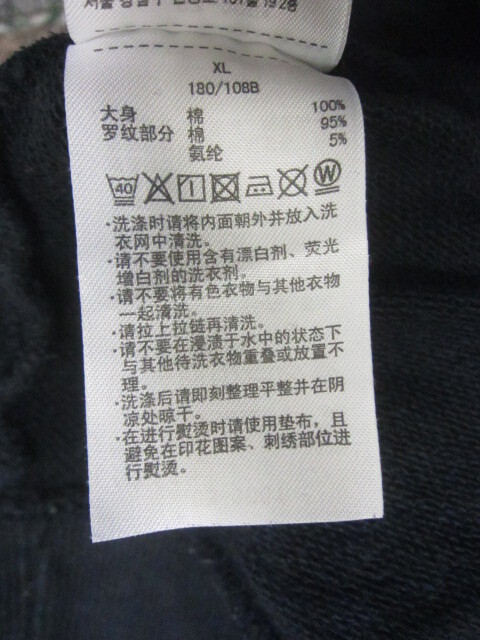 XL
180/108B
大身 棉 100%
罗纹部分 棉 95%
氨纶 5%
40 W
·洗涤时请将内面朝外并放入洗
衣网中清洗。
·请不要使用含有漂白剂、荧光
增白剂的洗衣剂。
·请不要将有色衣物与其他衣物
一起清洗。
·请拉上拉链再清洗。
·请不要在浸渍于水中的状态下
与其他待洗衣物重叠或放置不
理。
·洗涤后请即刻整理平整并在阴
凉处晾干。
·在进行熨烫时请使用垫布，且
避免在印花图案、刺绣部位进
行熨烫。